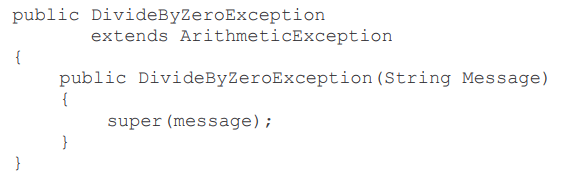 public DivideByZeroException
extends ArithmeticException
{
public DivideByZeroException(String Message)
{
super(message);
}
}